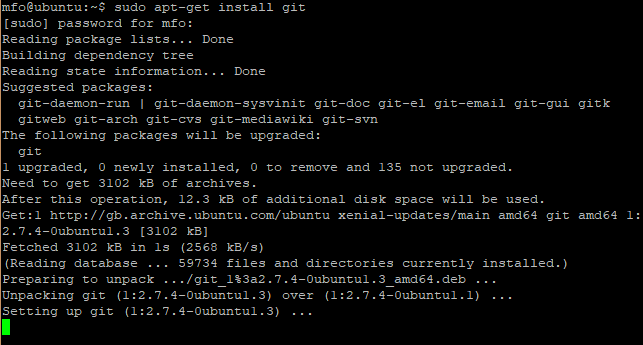 mfo@ubuntu:~$ sudo apt-get install git
[sudo] password for mfo:
Reading package lists... Done
Building dependency tree
Reading state information... Done
Suggested packages:
  git-daemon-run | git-daemon-sysvinit git-doc git-el git-email git-gui gitk
  gitweb git-arch git-cvs git-mediawiki git-svn
The following packages will be upgraded:
  git
1 upgraded, 0 newly installed, 0 to remove and 135 not upgraded.
Need to get 3102 kB of archives.
After this operation, 12.3 kB of additional disk space will be used.
Get:1 http://gb.archive.ubuntu.com/ubuntu xenial-updates/main amd64 git amd64 1:
2.7.4-0ubuntu1.3 [3102 kB]
Fetched 3102 kB in 1s (2568 kB/s)
(Reading database ... 59734 files and directories currently installed.)
Preparing to unpack .../git_1%3a2.7.4-0ubuntu1.3_amd64.deb ...
Unpacking git (1:2.7.4-0ubuntu1.3) over (1:2.7.4-0ubuntu1.1) ...
Setting up git (1:2.7.4-0ubuntu1.3) ...